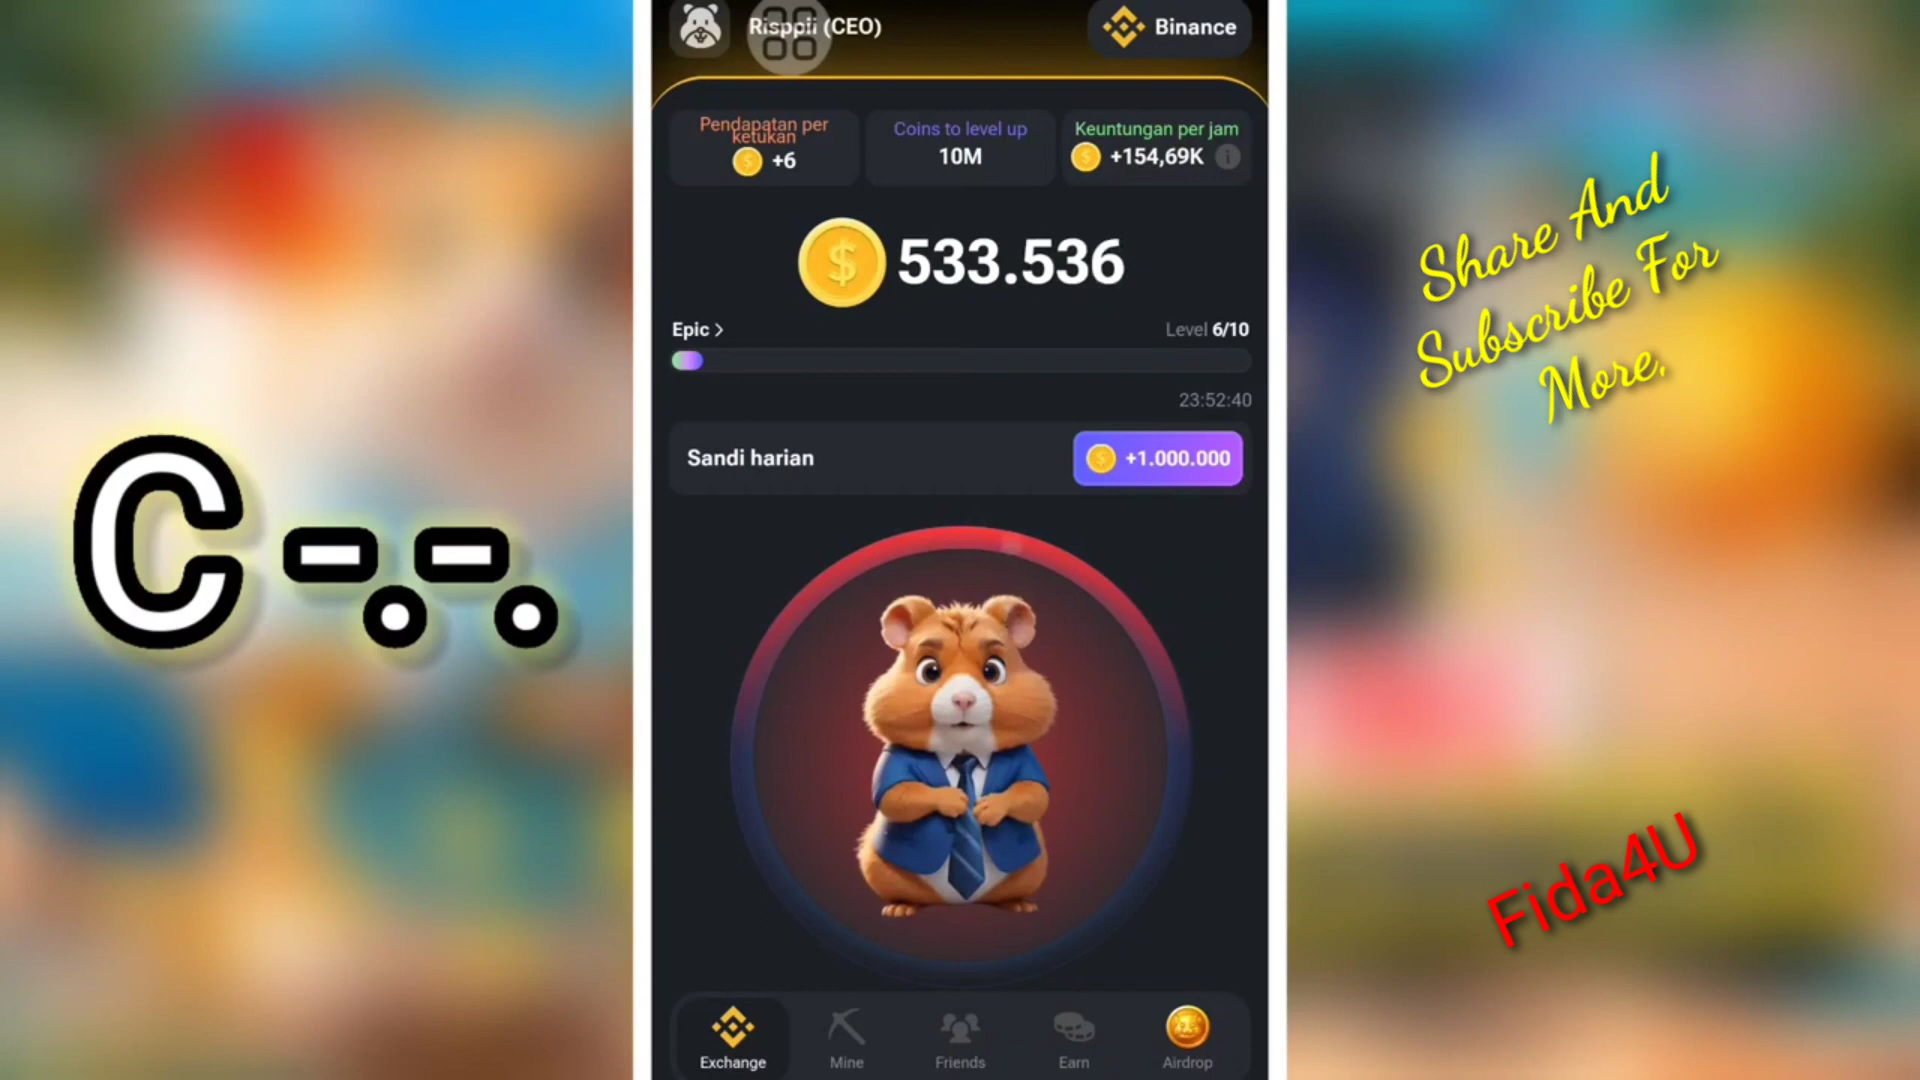 C -.-.
Risppii (CEO)
Binance
Pendapatan per
ketukan
+6
Coins to level up
10M
Keuntungan per jam
+154,69K
533.536
Epic >
Level 6/10
23:52:40
Sandi harian
+1.000.000
Exchange
Mine
Friends
Earn
Airdrop
Share And
Subscribe For
More.
Fida4U